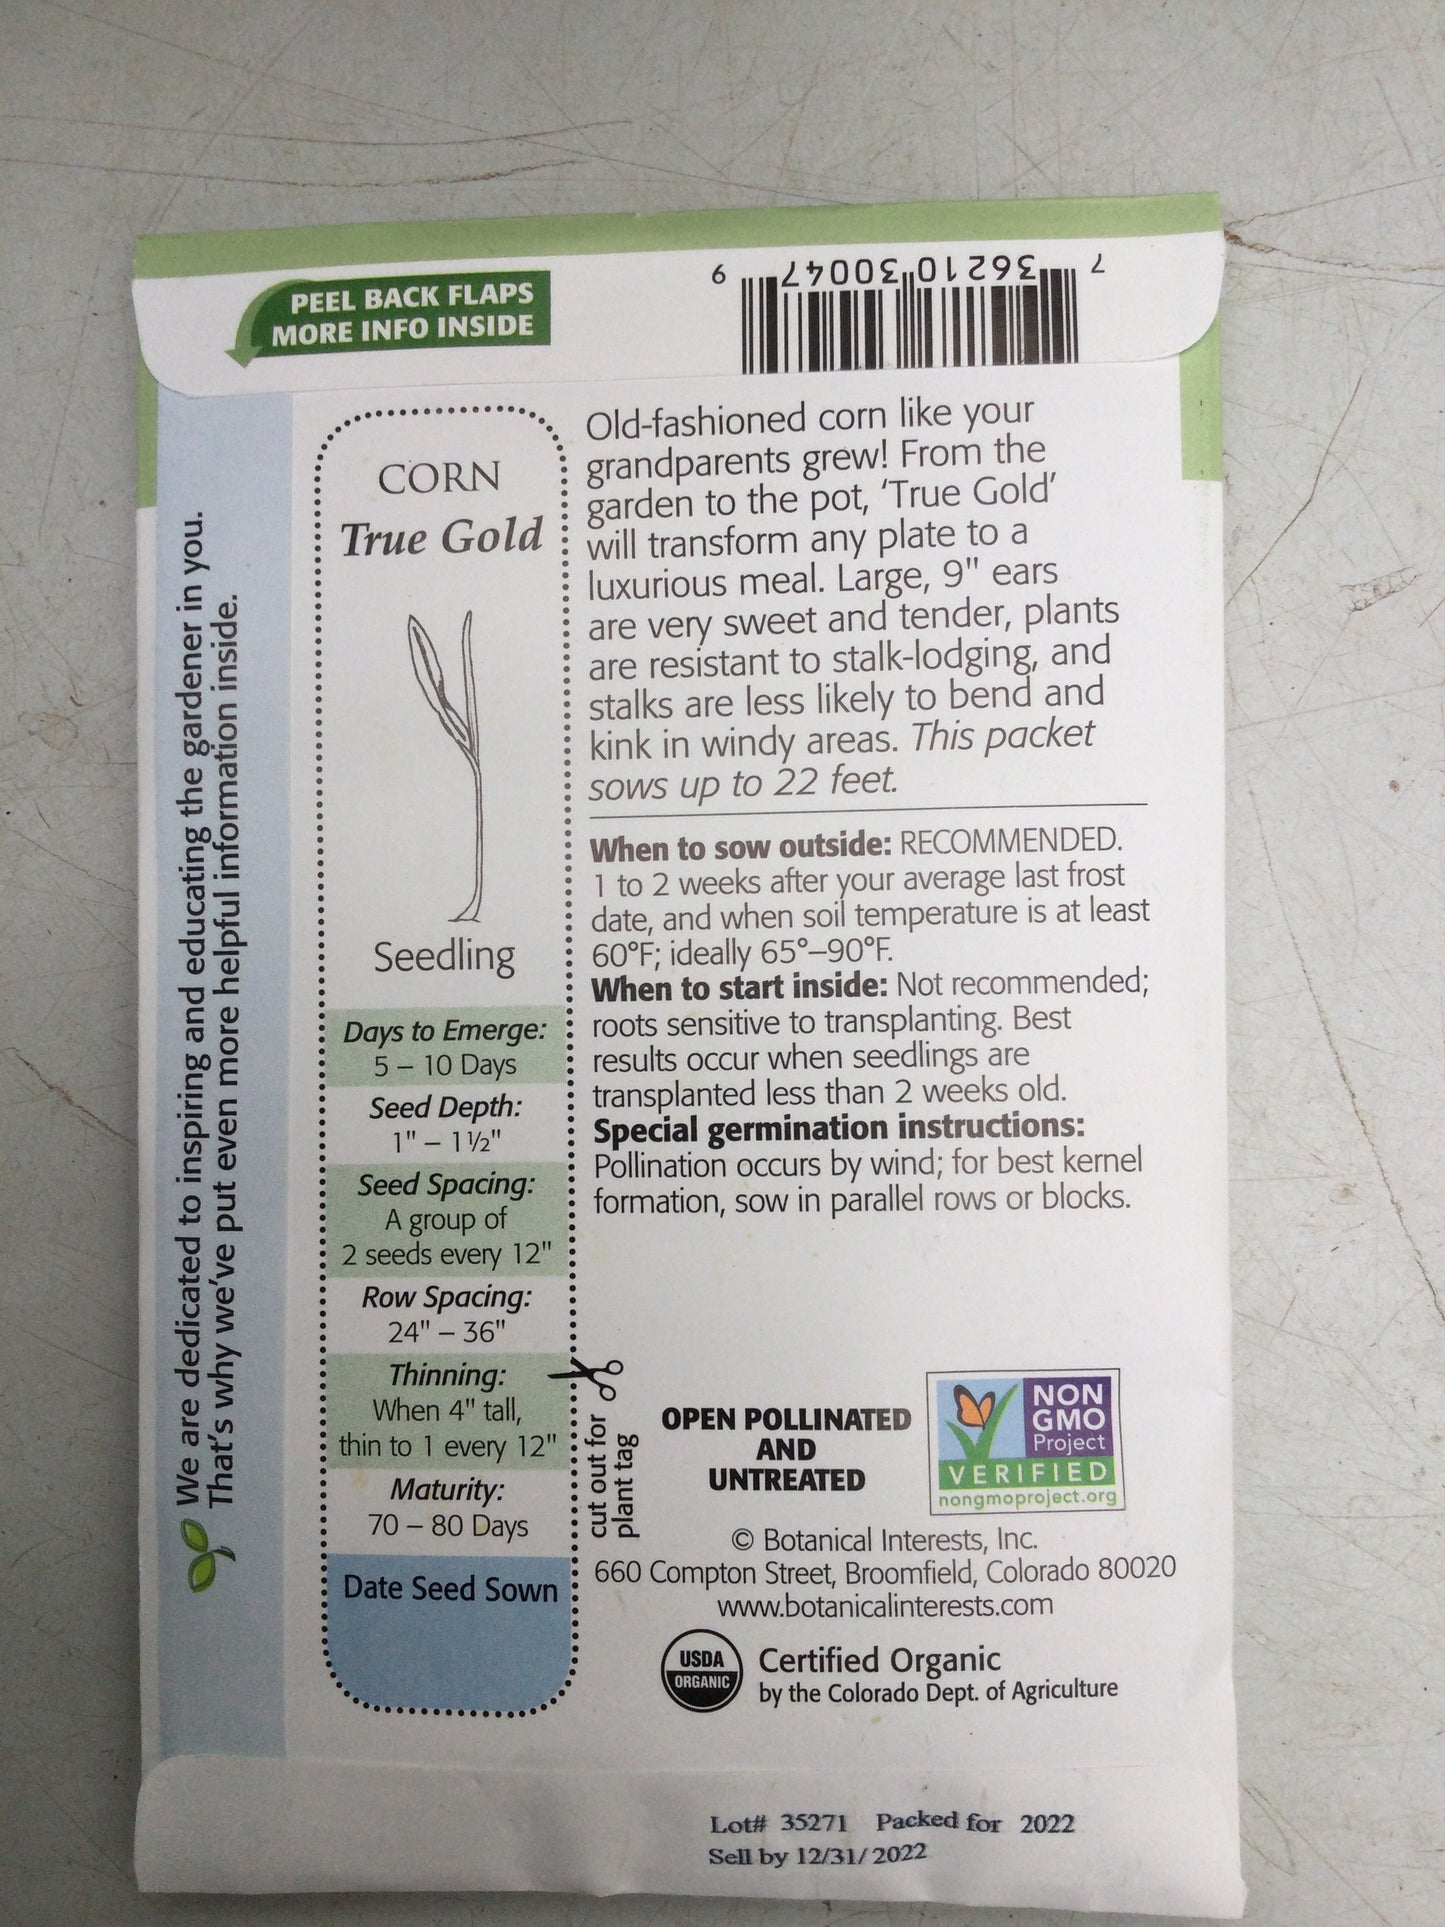 PEEL BACK FLAPS
MORE INFO INSIDE
7 36210 30047 9
CORN
True Gold
Seedling
Days to Emerge:
5 – 10 Days
Seed Depth:
1" – 1½"
Seed Spacing:
A group of
2 seeds every 12"
Row Spacing:
24" – 36"
Thinning:
When 4" tall,
thin to 1 every 12"
Maturity:
70 – 80 Days
Date Seed Sown
cut out for
plant tag
We are dedicated to inspiring and educating the gardener in you.
That's why we've put even more helpful information inside.
Old-fashioned corn like your
grandparents grew! From the
garden to the pot, ‘True Gold’
will transform any plate to a
luxurious meal. Large, 9" ears
are very sweet and tender, plants
are resistant to stalk-lodging, and
stalks are less likely to bend and
kink in windy areas. This packet
sows up to 22 feet.
When to sow outside: RECOMMENDED.
1 to 2 weeks after your average last frost
date, and when soil temperature is at least
60°F; ideally 65°–90°F.
When to start inside: Not recommended;
roots sensitive to transplanting. Best
results occur when seedlings are
transplanted less than 2 weeks old.
Special germination instructions:
Pollination occurs by wind; for best kernel
formation, sow in parallel rows or blocks.
OPEN POLLINATED
AND
UNTREATED
NON
GMO
Project
VERIFIED
nongmoproject.org
© Botanical Interests, Inc.
660 Compton Street, Broomfield, Colorado 80020
www.botanicalinterests.com
USDA
ORGANIC
Certified Organic
by the Colorado Dept. of Agriculture
Lot# 35271 Packed for 2022
Sell by 12/31/2022